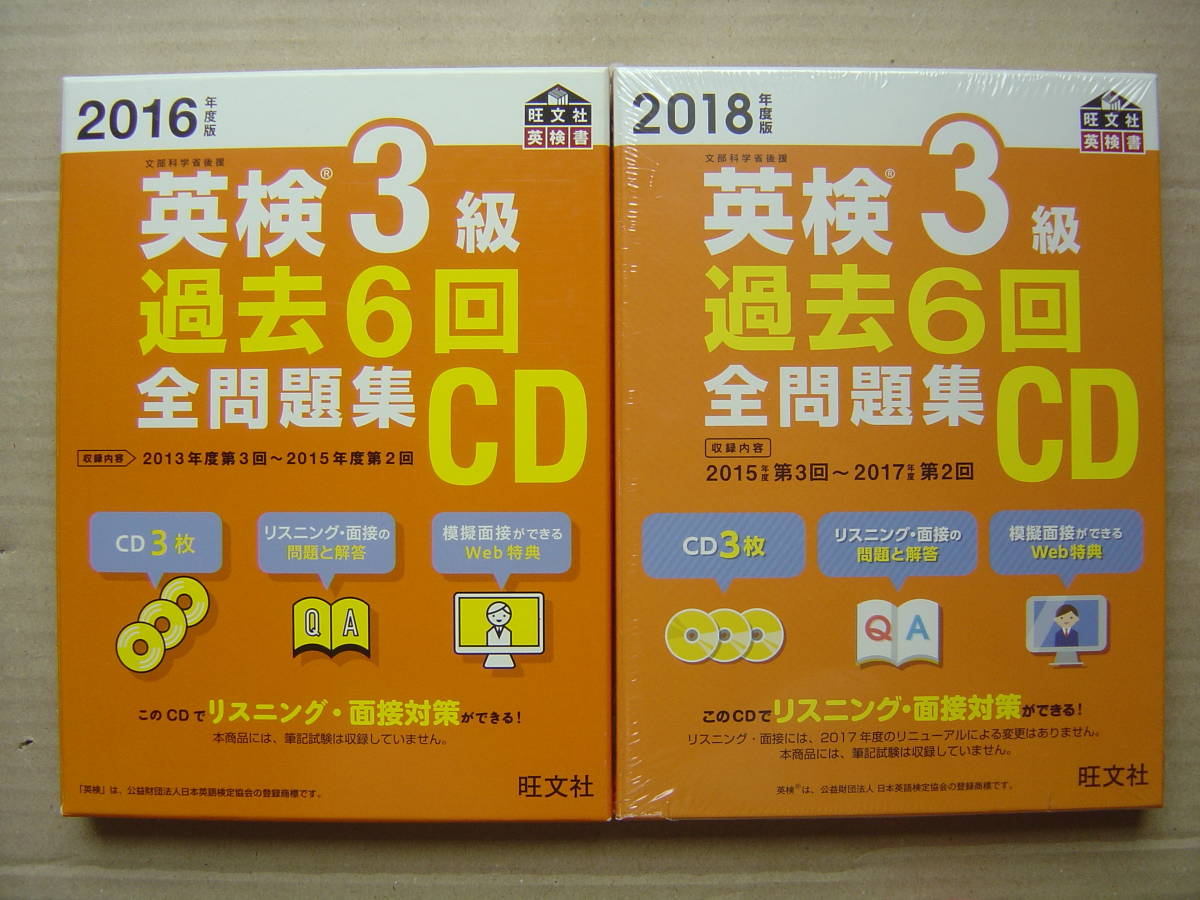 2016年度版
旺文社
英検書
文部科学省後援
英検®3級
過去6回
全問題集CD
収録内容 2013年度第3回～2015年度第2回
CD3枚
リスニング・面接の
問題と解答
模擬面接ができる
Web特典
Q A
このCDでリスニング・面接対策ができる!
本商品には、筆記試験は収録していません。
旺文社
「英検」は、公益財団法人日本英語検定協会の登録商標です。
2018年度版
旺文社
英検書
文部科学省後援
英検®3級
過去6回
全問題集CD
収録内容
2015年度第3回～2017年度第2回
CD3枚
リスニング・面接の
問題と解答
模擬面接ができる
Web特典
Q A
このCDでリスニング・面接対策ができる!
リスニング・面接には、2017年度のリニューアルによる変更はありません。
本商品には、筆記試験は収録していません。
旺文社
英検®は、公益財団法人 日本英語検定協会の登録商標です。